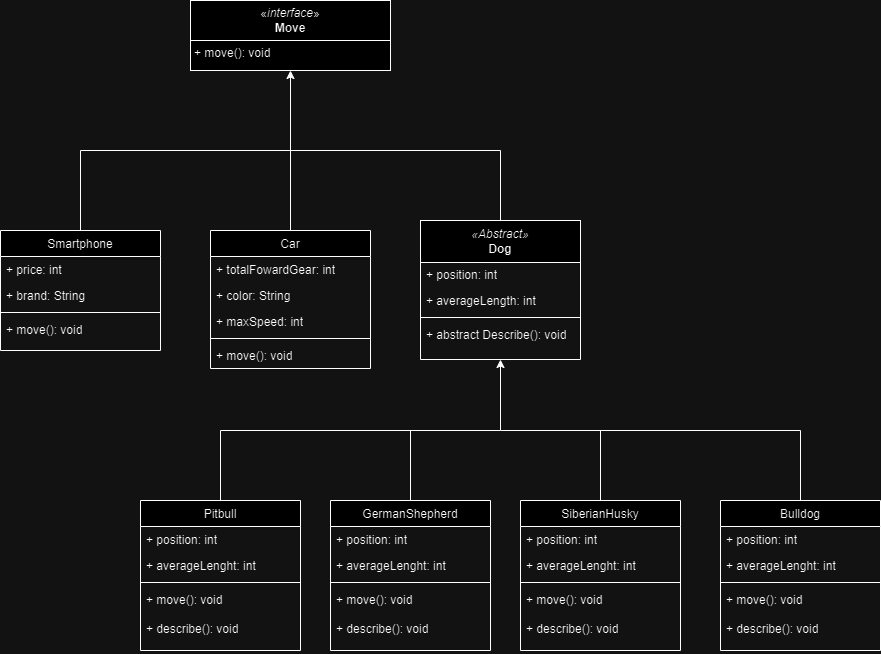 «interface»
Move
+ move(): void
Smartphone
+ price: int
+ brand: String
+ move(): void
Car
+ totalFowardGear: int
+ color: String
+ maxSpeed: int
+ move(): void
«Abstract»
Dog
+ position: int
+ averageLength: int
+ abstract Describe(): void
Pitbull
+ position: int
+ averageLenght: int
+ move(): void
+ describe(): void
GermanShepherd
+ position: int
+ averageLenght: int
+ move(): void
+ describe(): void
SiberianHusky
+ position: int
+ averageLenght: int
+ move(): void
+ describe(): void
Bulldog
+ position: int
+ averageLenght: int
+ move(): void
+ describe(): void